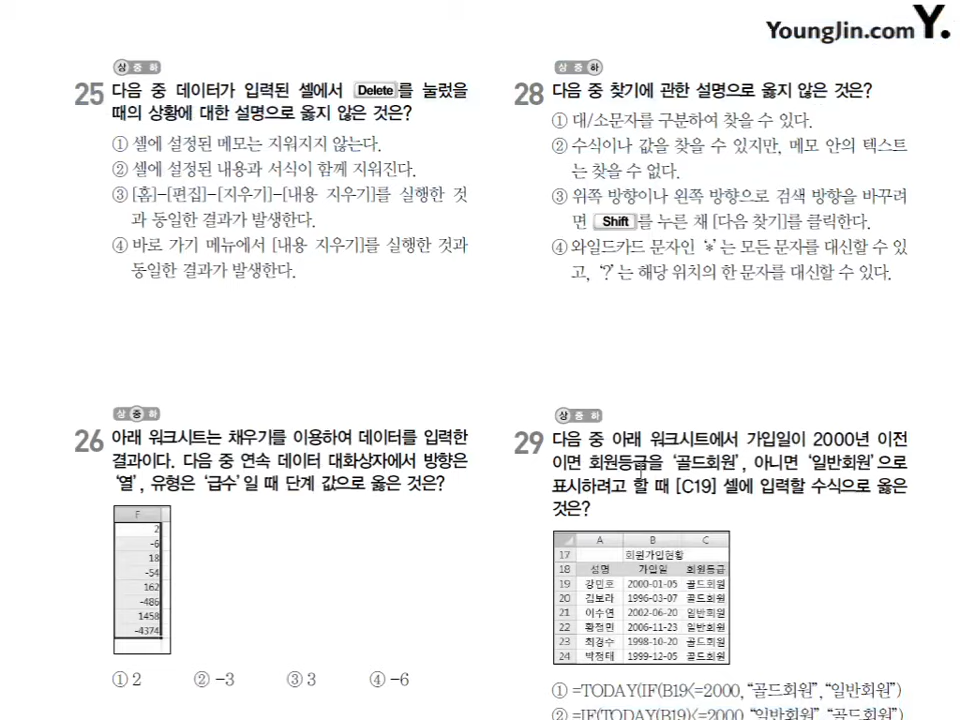 YoungJin.com Y.
상 중 하
25 다음 중 데이터가 입력된 셀에서 Delete를 눌렀을
때의 상황에 대한 설명으로 옳지 않은 것은?
① 셀에 설정된 메모는 지워지지 않는다.
② 셀에 설정된 내용과 서식이 함께 지워진다.
③ [홈]-[편집]-[지우기]-[내용 지우기]를 실행한 것
과 동일한 결과가 발생한다.
④ 바로 가기 메뉴에서 [내용 지우기]를 실행한 것과
동일한 결과가 발생한다.
상 중 하
26 아래 워크시트는 채우기를 이용하여 데이터를 입력한
결과이다. 다음 중 연속 데이터 대화상자에서 방향은
‘열’, 유형은 ‘급수’일 때 단계 값으로 옳은 것은?
F
2
-6
18
-54
162
-486
1458
-4374
① 2 ② -3 ③ 3 ④ -6
상 중 하
28 다음 중 찾기에 관한 설명으로 옳지 않은 것은?
① 대/소문자를 구분하여 찾을 수 있다.
② 수식이나 값을 찾을 수 있지만, 메모 안의 텍스트
는 찾을 수 없다.
③ 위쪽 방향이나 왼쪽 방향으로 검색 방향을 바꾸려
면 Shift를 누른 채 [다음 찾기]를 클릭한다.
④ 와일드카드 문자인 ‘*’는 모든 문자를 대신할 수 있
고, ‘?’는 해당 위치의 한 문자를 대신할 수 있다.
상 중 하
29 다음 중 아래 워크시트에서 가입일이 2000년 이전
이면 회원등급을 ‘골드회원’, 아니면 ‘일반회원’으로
표시하려고 할 때 [C19] 셀에 입력할 수식으로 옳은
것은?
A B C
17 회원가입현황
18 성명 가입일 회원등급
19 강민호 2000-01-05 골드회원
20 김보라 1996-03-07 골드회원
21 이수연 2002-06-20 일반회원
22 황정민 2006-11-23 일반회원
23 최경수 1998-10-20 골드회원
24 박정태 1999-12-05 골드회원
① =TODAY(IF(B19<=2000, “골드회원”, “일반회원”)
② =IF(TODAY(B19)<=2000, “일반회원”, “골드회원”)